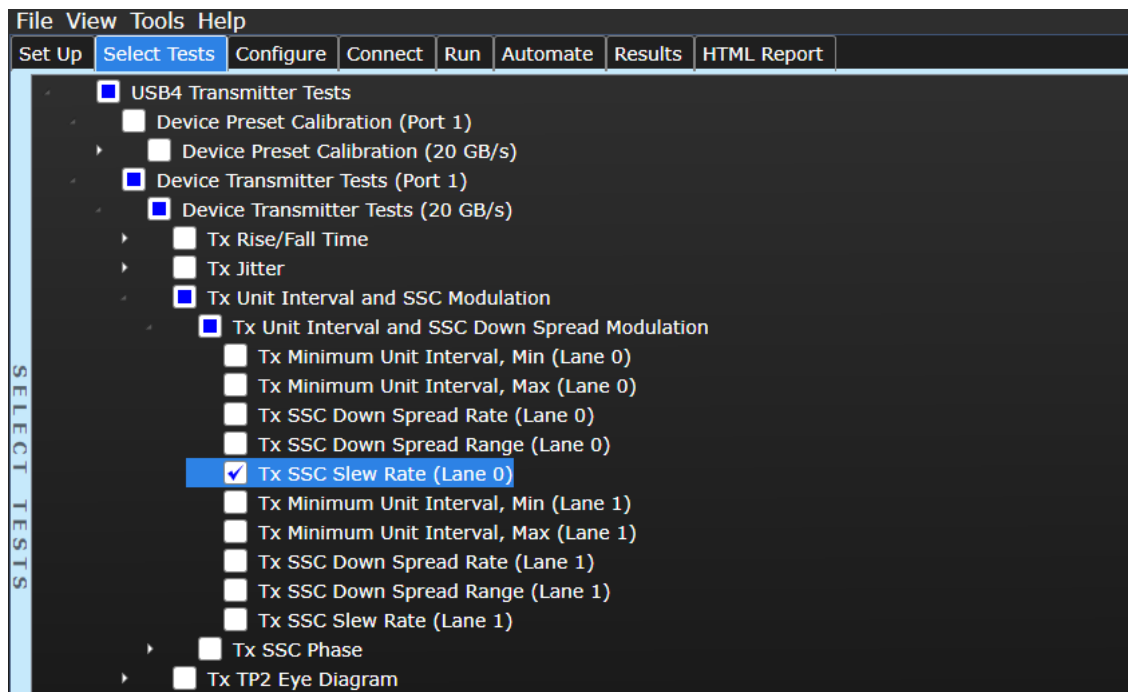 File View Tools Help
Set Up Select Tests Configure Connect Run Automate Results HTML Report
USB4 Transmitter Tests
Device Preset Calibration (Port 1)
Device Preset Calibration (20 GB/s)
Device Transmitter Tests (Port 1)
Device Transmitter Tests (20 GB/s)
Tx Rise/Fall Time
Tx Jitter
Tx Unit Interval and SSC Modulation
Tx Unit Interval and SSC Down Spread Modulation
Tx Minimum Unit Interval, Min (Lane 0)
Tx Minimum Unit Interval, Max (Lane 0)
Tx SSC Down Spread Rate (Lane 0)
Tx SSC Down Spread Range (Lane 0)
Tx SSC Slew Rate (Lane 0)
Tx Minimum Unit Interval, Min (Lane 1)
Tx Minimum Unit Interval, Max (Lane 1)
Tx SSC Down Spread Rate (Lane 1)
Tx SSC Down Spread Range (Lane 1)
Tx SSC Slew Rate (Lane 1)
Tx SSC Phase
Tx TP2 Eye Diagram
SELECT TESTS